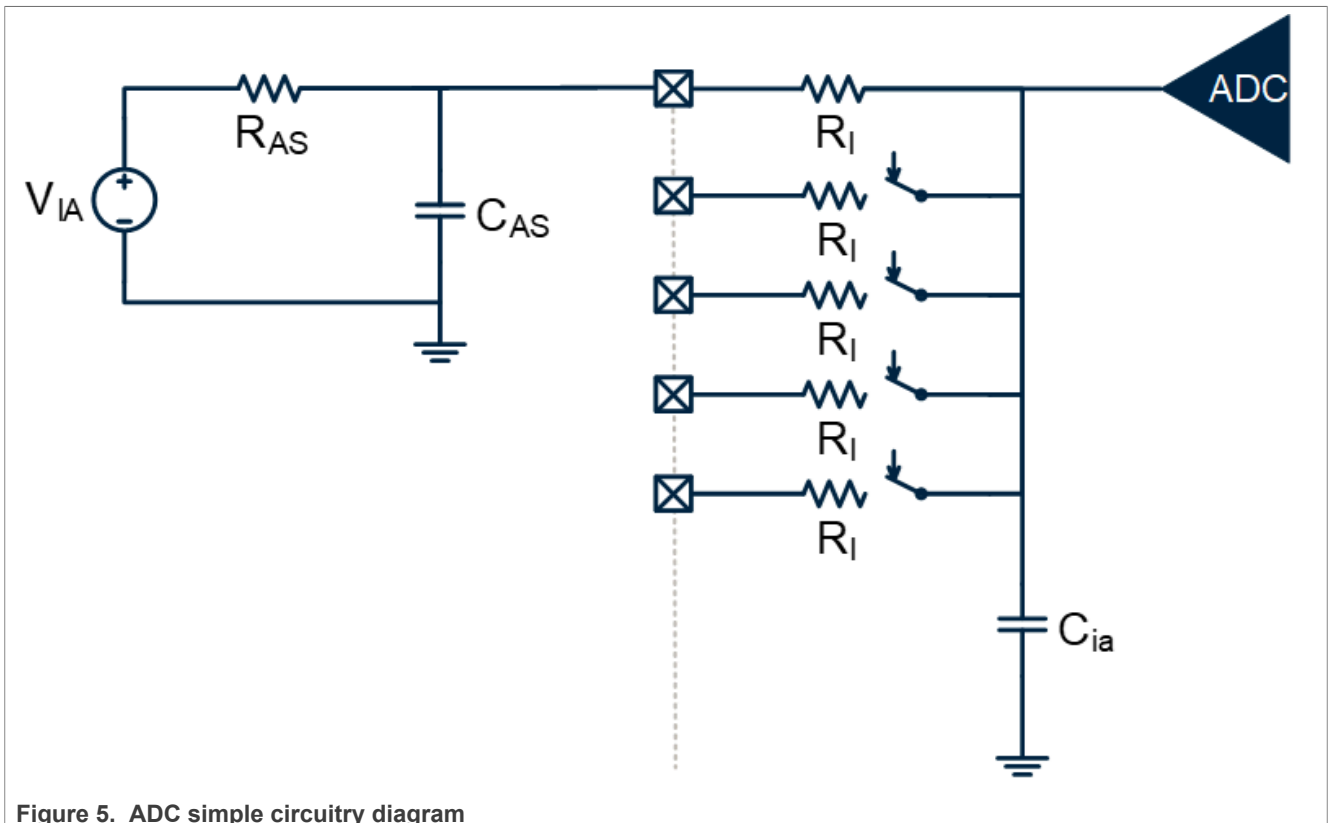 ADC
R_AS
R_I
V_IA
C_AS
R_I
R_I
R_I
R_I
C_ia
Figure 5. ADC simple circuitry diagram